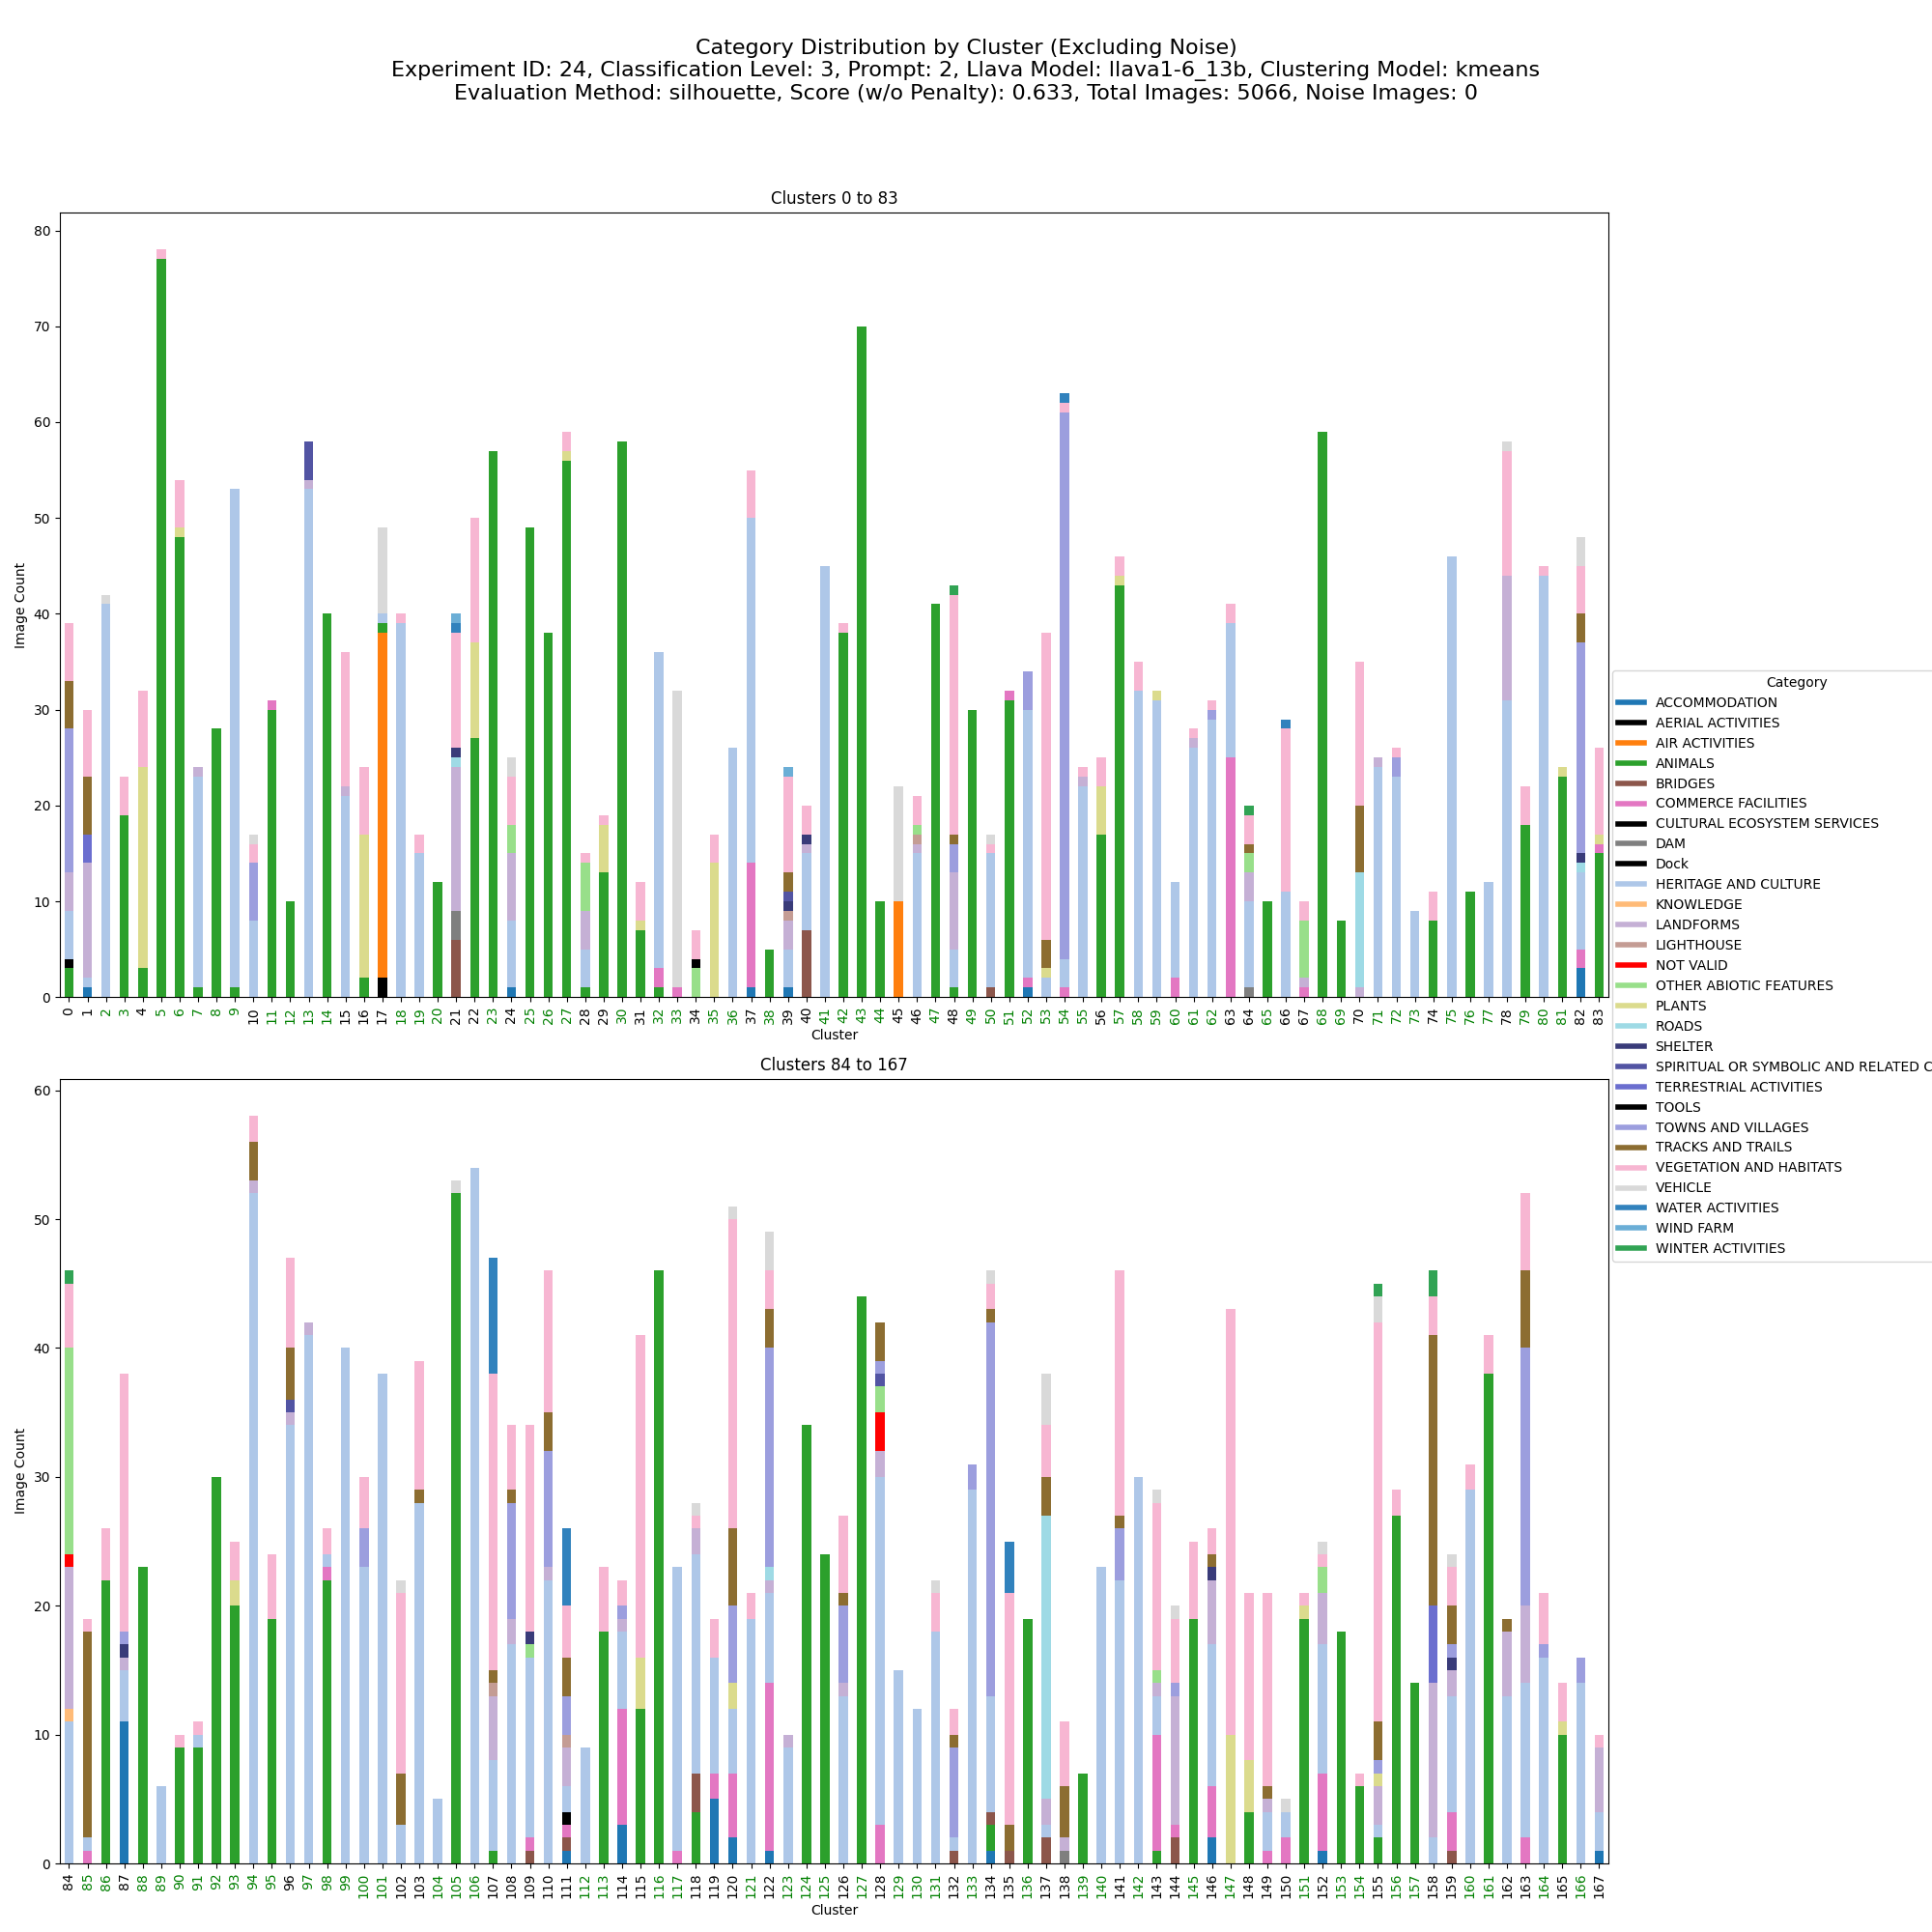 Category Distribution by Cluster (Excluding Noise)
Experiment ID: 24, Classification Level: 3, Prompt: 2, Llava Model: llava1-6_13b, Clustering Model: kmeans
Evaluation Method: silhouette, Score (w/o Penalty): 0.633, Total Images: 5066, Noise Images: 0
Clusters 0 to 83
80
70
60
50
40
30
20
10
0
Image Count
0 1 2 3 4 5 6 7 8 9 10 11 12 13 14 15 16 17 18 19 20 21 22 23 24 25 26 27 28 29 30 31 32 33 34 35 36 37 38 39 40 41 42 43 44 45 46 47 48 49 50 51 52 53 54 55 56 57 58 59 60 61 62 63 64 65 66 67 68 69 70 71 72 73 74 75 76 77 78 79 80 81 82 83
Cluster
Category
ACCOMMODATION
AERIAL ACTIVITIES
AIR ACTIVITIES
ANIMALS
BRIDGES
COMMERCE FACILITIES
CULTURAL ECOSYSTEM SERVICES
DAM
Dock
HERITAGE AND CULTURE
KNOWLEDGE
LANDFORMS
LIGHTHOUSE
NOT VALID
OTHER ABIOTIC FEATURES
PLANTS
ROADS
SHELTER
SPIRITUAL OR SYMBOLIC AND RELATED C
TERRESTRIAL ACTIVITIES
TOOLS
TOWNS AND VILLAGES
TRACKS AND TRAILS
VEGETATION AND HABITATS
VEHICLE
WATER ACTIVITIES
WIND FARM
WINTER ACTIVITIES
Clusters 84 to 167
60
50
40
30
20
10
0
Image Count
84 85 86 87 88 89 90 91 92 93 94 95 96 97 98 99 100 101 102 103 104 105 106 107 108 109 110 111 112 113 114 115 116 117 118 119 120 121 122 123 124 125 126 127 128 129 130 131 132 133 134 135 136 137 138 139 140 141 142 143 144 145 146 147 148 149 150 151 152 153 154 155 156 157 158 159 160 161 162 163 164 165 166 167
Cluster